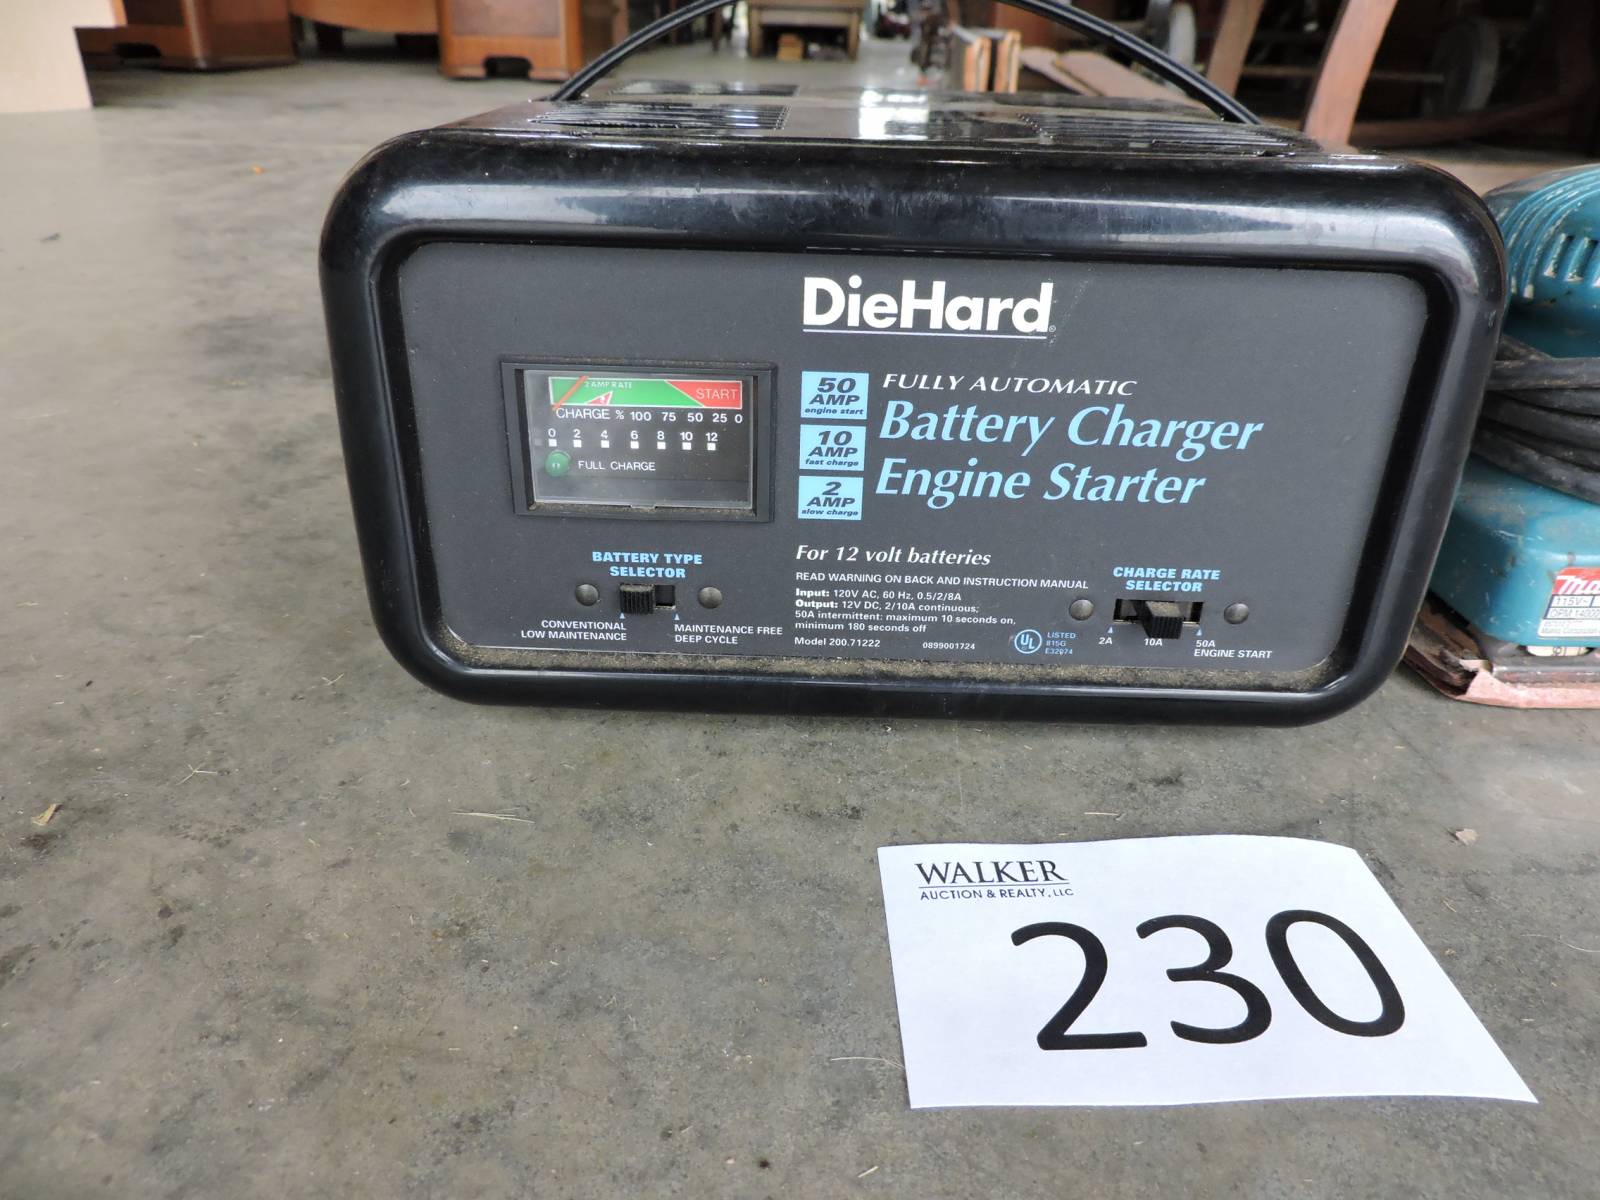 DieHard
2 AMP RATE
START
CHARGE % 100 75 50 25 0
0 2 4 6 8 10 12
FULL CHARGE
50
AMP
engine start
10
AMP
fast charge
2
AMP
slow charge
FULLY AUTOMATIC
Battery Charger
Engine Starter
For 12 volt batteries
READ WARNING ON BACK AND INSTRUCTION MANUAL
Input: 120V AC, 60 Hz, 0.5/2/8A
Output: 12V DC, 2/10A continuous;
50A intermittent: maximum 10 seconds on,
minimum 180 seconds off
Model 200.71222
0899001724
UL
LISTED
815G
E32074
BATTERY TYPE
SELECTOR
CONVENTIONAL
LOW MAINTENANCE
MAINTENANCE FREE
DEEP CYCLE
CHARGE RATE
SELECTOR
2A
10A
50A
ENGINE START
115V~
WALKER
AUCTION & REALTY, LLC
230